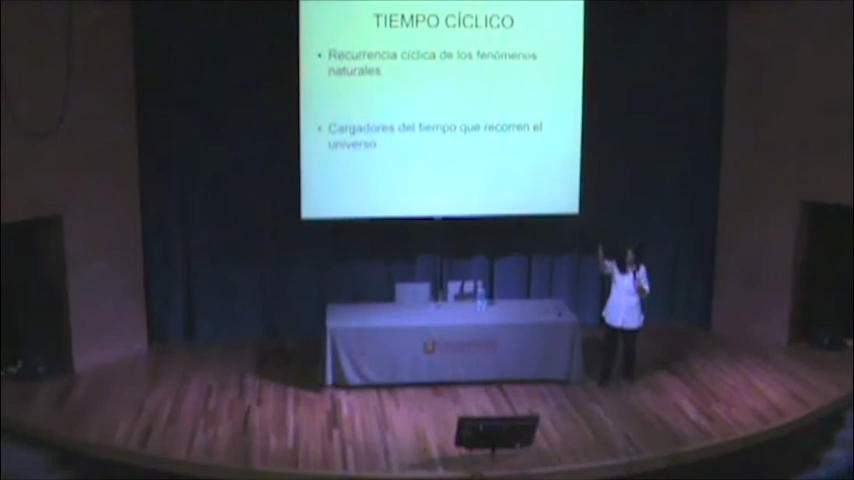 TIEMPO CÍCLICO
• Recurrencia cíclica de los fenómenos
naturales
• Cargadores del tiempo que recorren el
universo